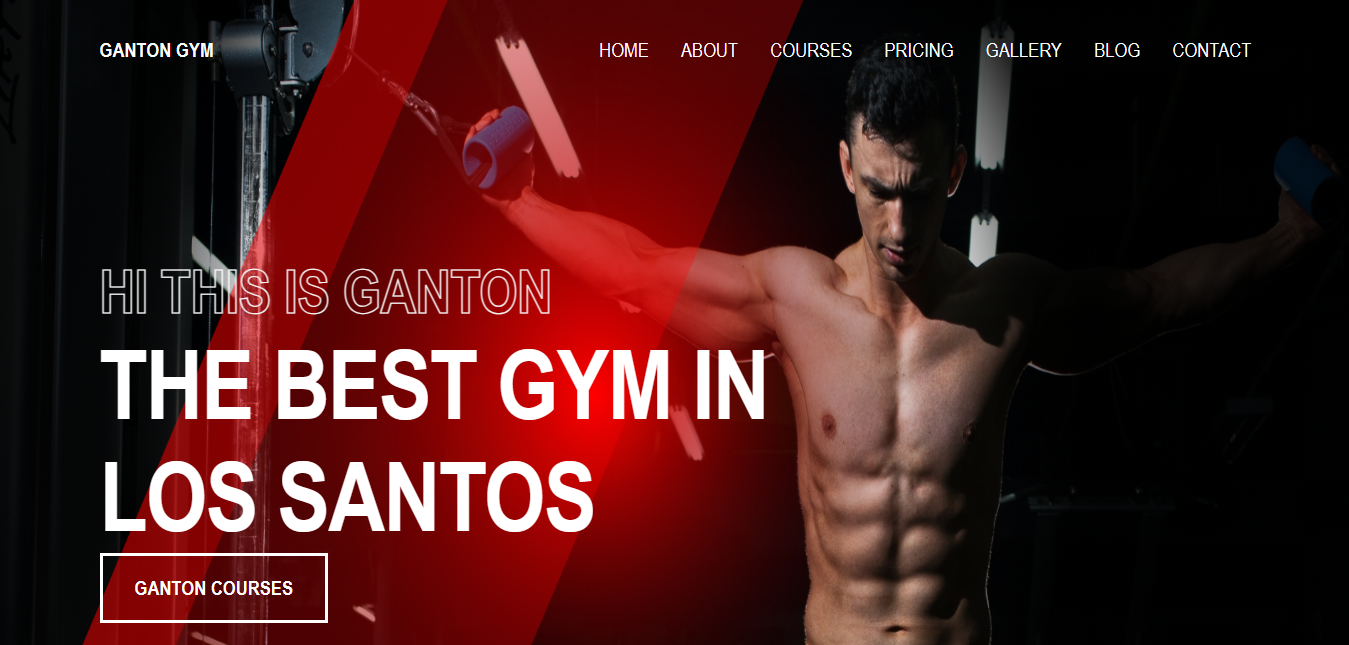 GANTON GYM
HOME ABOUT COURSES PRICING GALLERY BLOG CONTACT
HI THIS IS GANTON
THE BEST GYM IN
LOS SANTOS
GANTON COURSES